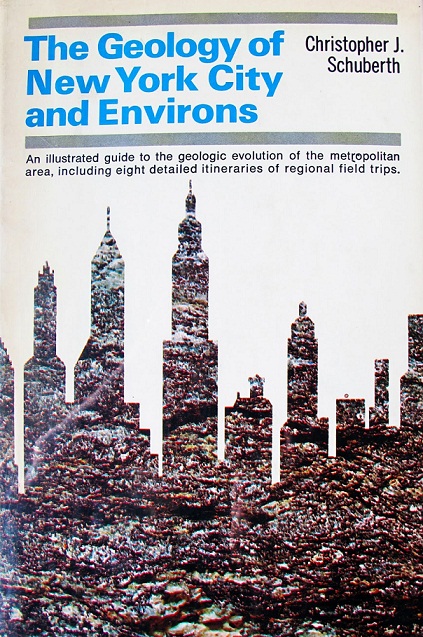 The Geology of
New York City
and Environs
Christopher J.
Schuberth
An illustrated guide to the geologic evolution of the metropolitan
area, including eight detailed itineraries of regional field trips.